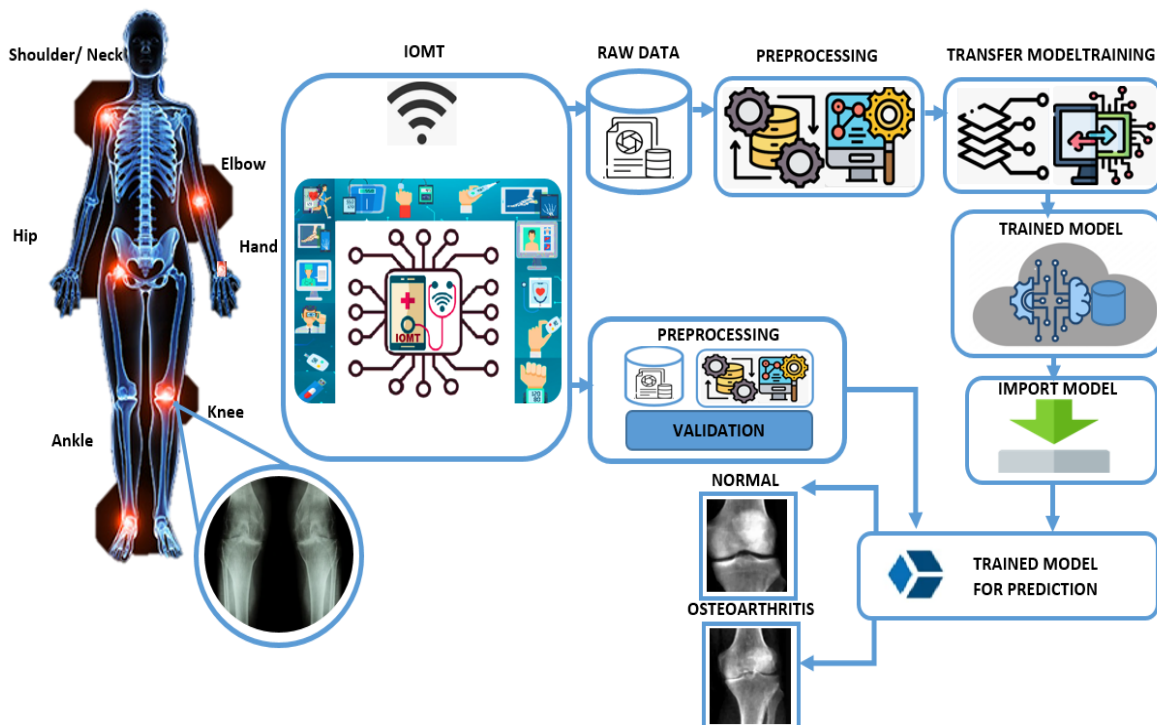 Shoulder/ Neck
Elbow
Hip
Hand
Knee
Ankle
IOMT
IOMT
RAW DATA
PREPROCESSING
TRANSFER MODELTRAINING
TRAINED MODEL
IMPORT MODEL
PREPROCESSING
VALIDATION
NORMAL
OSTEOARTHRITIS
TRAINED MODEL
FOR PREDICTION